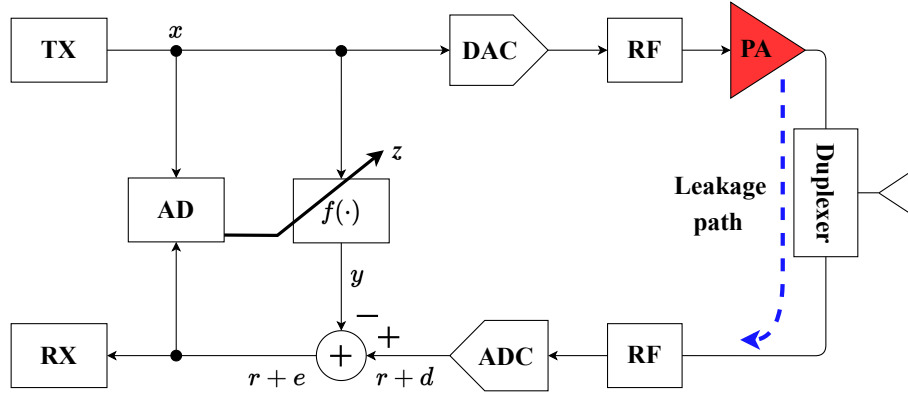 TX
x
DAC
RF
PA
z
AD
f(·)
Leakage
path
Duplexer
y
−
+
RX
r + e
+
r + d
ADC
RF